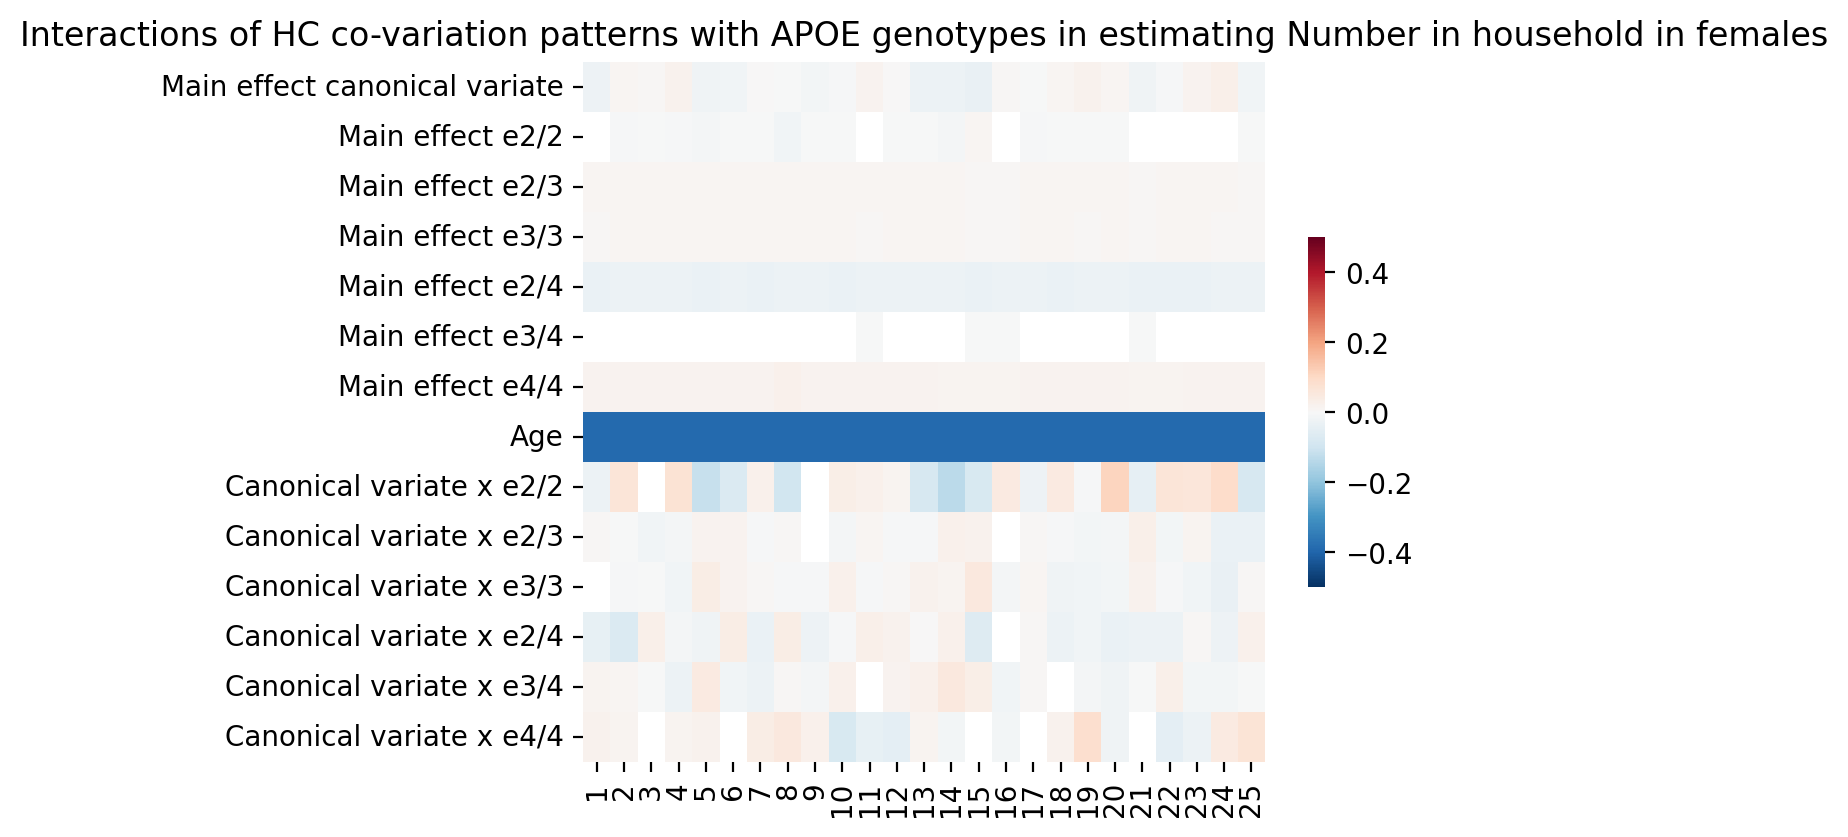 Interactions of HC co-variation patterns with APOE genotypes in estimating Number in household in females
Main effect canonical variate
Main effect e2/2
Main effect e2/3
Main effect e3/3
Main effect e2/4
Main effect e3/4
Main effect e4/4
Age
Canonical variate x e2/2
Canonical variate x e2/3
Canonical variate x e3/3
Canonical variate x e2/4
Canonical variate x e3/4
Canonical variate x e4/4
1
2
3
4
5
6
7
8
9
10
11
12
13
14
15
16
17
18
19
20
21
22
23
24
25
0.4
0.2
0.0
−0.2
−0.4